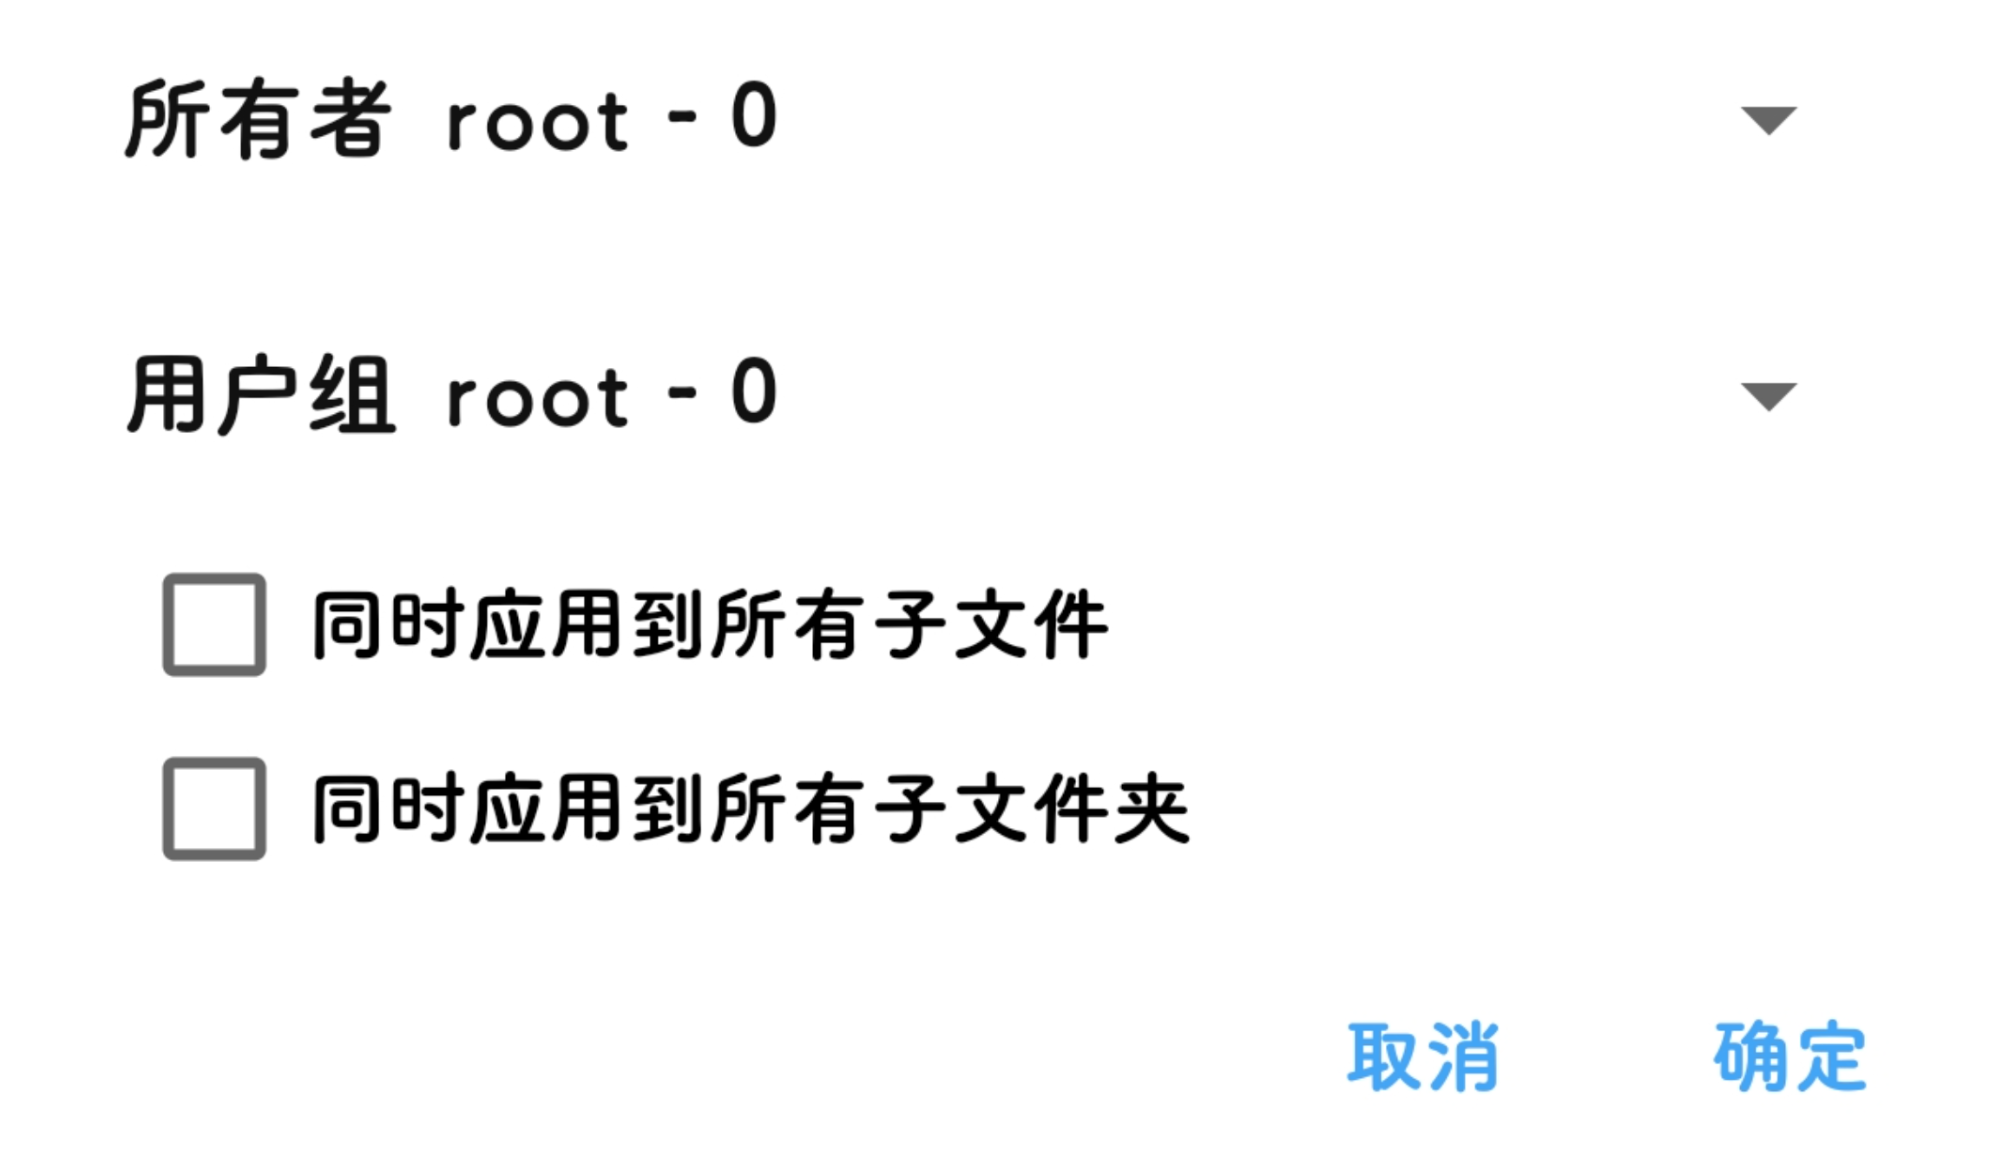 所有者 root - 0
用户组 root - 0
同时应用到所有子文件
同时应用到所有子文件夹
取消 确定